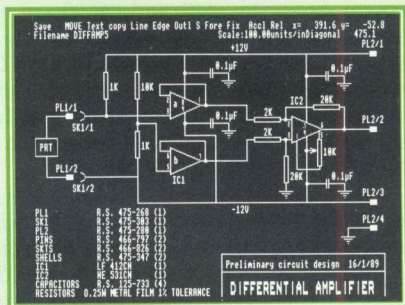 Save MOVE Text copy Line Edge Outl S Fore Fix Accl Rel x= 391.6 y= -52.8
Filename DIFFAMP5 Scale:100.00units/inDiagonal 475.1
+12V
PL2/1
0.1µF
1K
10K
IC2
20K
PL1/1
a
2K
SK1/1
0.1µF
PL2/2
PRT
1K
2K
10K
b
PL1/2
IC1
20K
0.1µF
SK1/2
PL2/3
-12V
PL2/4
PL1 R.S. 475-268 (1)
SK1 R.S. 475-303 (1)
PL2 R.S. 475-280 (1)
PINS R.S. 466-797 (2)
SKTS R.S. 466-826 (2)
SHELLS R.S. 475-347 (2)
IC1 LF 412CN (1)
IC2 NE 531CN (1)
CAPACITORS R.S. 125-733 (4)
RESISTORS 0.25W METAL FILM 1% TOLERANCE
Preliminary circuit design 16/1/89
DIFFERENTIAL AMPLIFIER